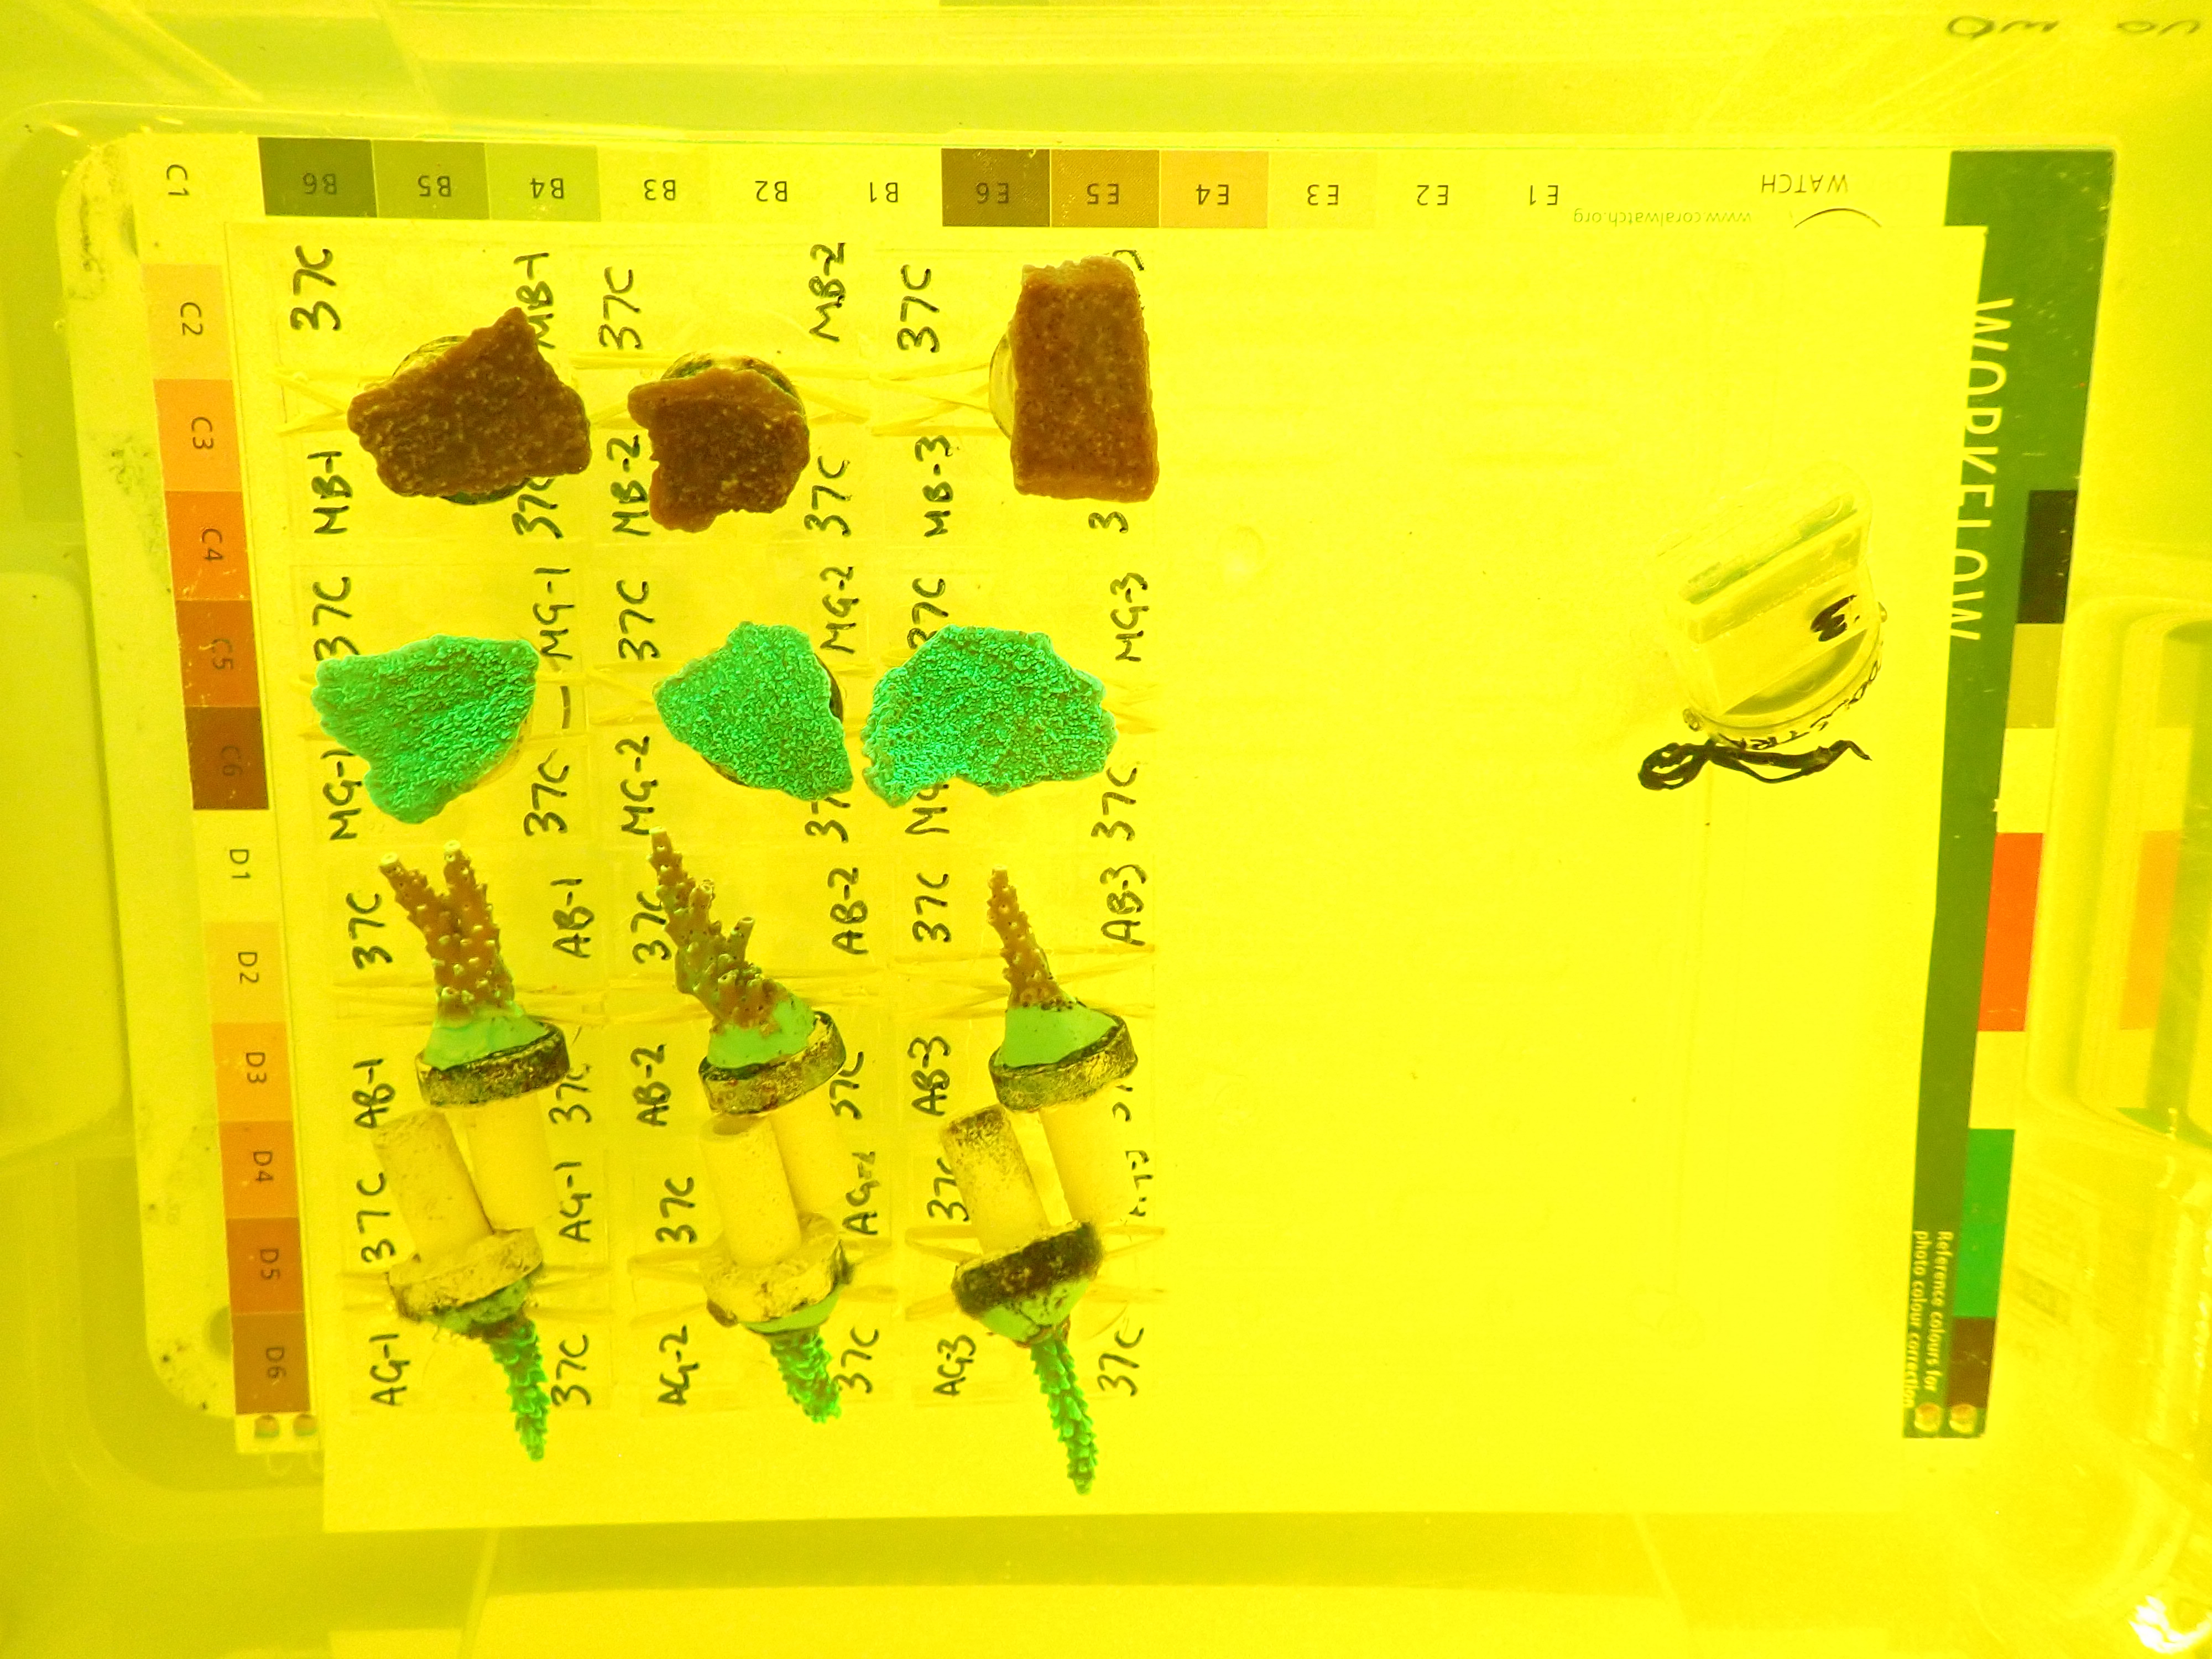 C1
B6
B5
B4
B3
B2
B1
E6
E5
E4
E3
E2
E1
WATCH
www.coralwatch.org
C2
C3
C4
C5
C6
D1
D2
D3
D4
D5
D6
37C
MB-1
37C
MB-2
37C
MB-1
MB-2
37C
MB-3
37C
MG-1
37C
MG-2
37C
MG-3
MG-1
37C
MG-2
37C
37C
AB-1
37C
AB-2
37C
AB-3
AB-1
37C
AB-2
37C
AB-3
37C
AG-1
37C
AG-2
37C
AG-1
37C
AG-2
37C
AG3
37C
WORKFLOW
Reference colours for
photo colour correction